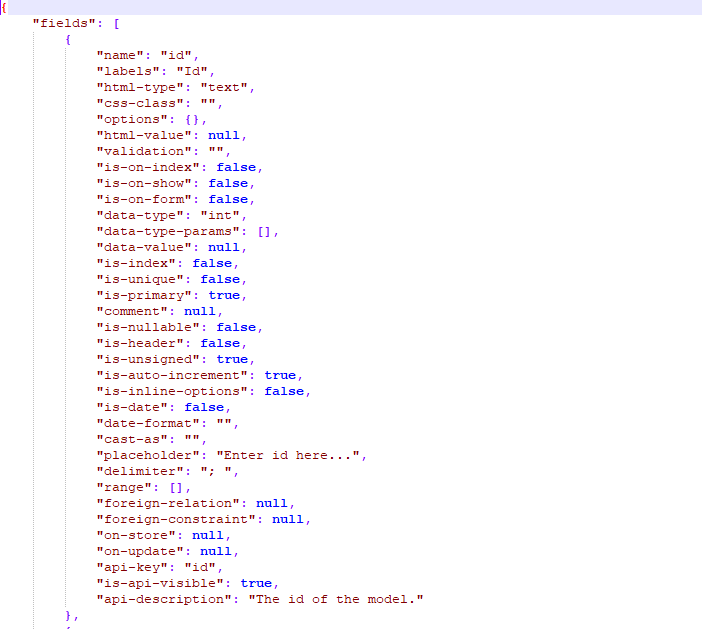 {
"fields": [
{
"name": "id",
"labels": "Id",
"html-type": "text",
"css-class": "",
"options": {},
"html-value": null,
"validation": "",
"is-on-index": false,
"is-on-show": false,
"is-on-form": false,
"data-type": "int",
"data-type-params": [],
"data-value": null,
"is-index": false,
"is-unique": false,
"is-primary": true,
"comment": null,
"is-nullable": false,
"is-header": false,
"is-unsigned": true,
"is-auto-increment": true,
"is-inline-options": false,
"is-date": false,
"date-format": "",
"cast-as": "",
"placeholder": "Enter id here...",
"delimiter": "; ",
"range": [],
"foreign-relation": null,
"foreign-constraint": null,
"on-store": null,
"on-update": null,
"api-key": "id",
"is-api-visible": true,
"api-description": "The id of the model."
},
{